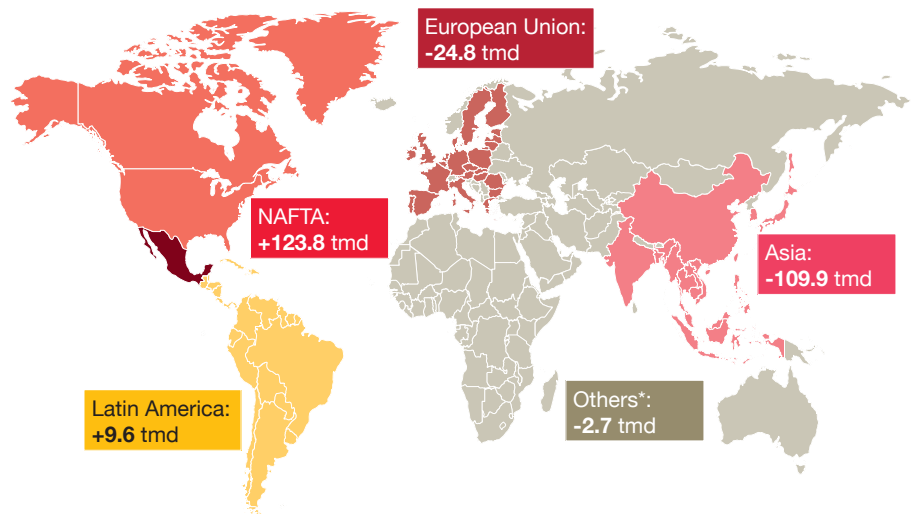 European Union:
-24.8 tmd
NAFTA:
+123.8 tmd
Asia:
-109.9 tmd
Latin America:
+9.6 tmd
Others*:
-2.7 tmd